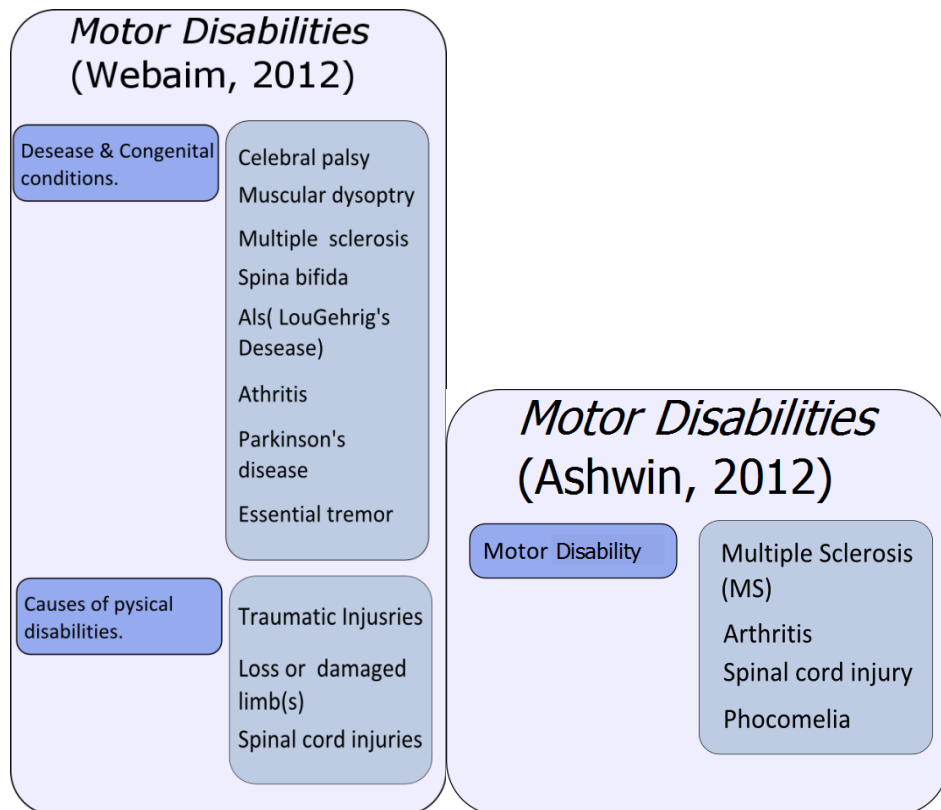 Motor Disabilities
(Webaim, 2012)
Desease & Congenital
conditions.
Celebral palsy
Muscular dysoptry
Multiple sclerosis
Spina bifida
Als( LouGehrig's
Desease)
Athritis
Parkinson's
disease
Essential tremor
Causes of pysical
disabilities.
Traumatic Injusries
Loss or damaged
limb(s)
Spinal cord injuries
Motor Disabilities
(Ashwin, 2012)
Motor Disability
Multiple Sclerosis
(MS)
Arthritis
Spinal cord injury
Phocomelia